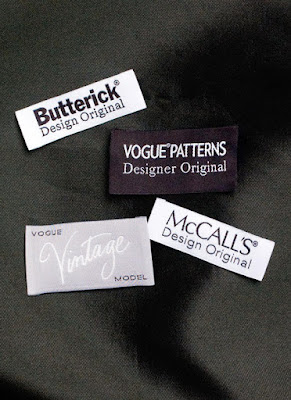 Butterick®
Design Original
VOGUE®PATTERNS
Designer Original
VOGUE
Vintage
MODEL
McCALL'S®
Design Original